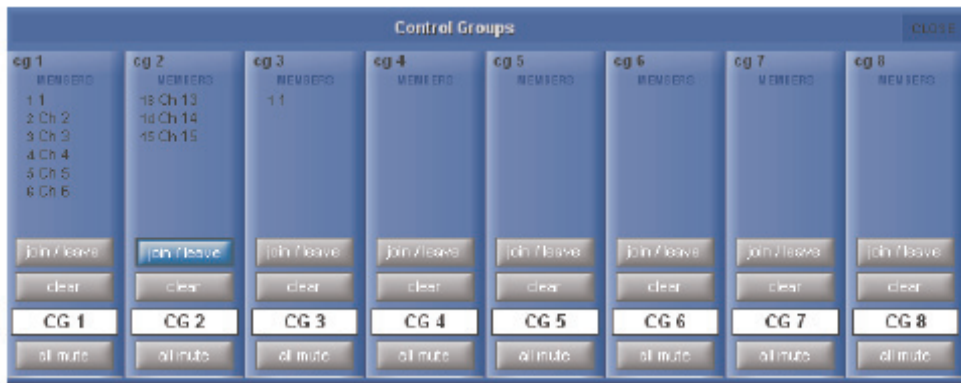 Control Groups
CLOSE
cg 1 cg 2 cg 3 cg 4 cg 5 cg 6 cg 7 cg 8
MEMBERS MEMBERS MEMBERS MEMBERS MEMBERS MEMBERS MEMBERS MEMBERS
1 1 13 Ch 13 1 1
2 Ch 2 14 Ch 14
3 Ch 3 15 Ch 15
4 Ch 4
5 Ch 5
6 Ch 6
join / leave join / leave join / leave join / leave join / leave join / leave join / leave join / leave
clear clear clear clear clear clear clear clear
CG 1 CG 2 CG 3 CG 4 CG 5 CG 6 CG 7 CG 8
all mute all mute all mute all mute all mute all mute all mute all mute